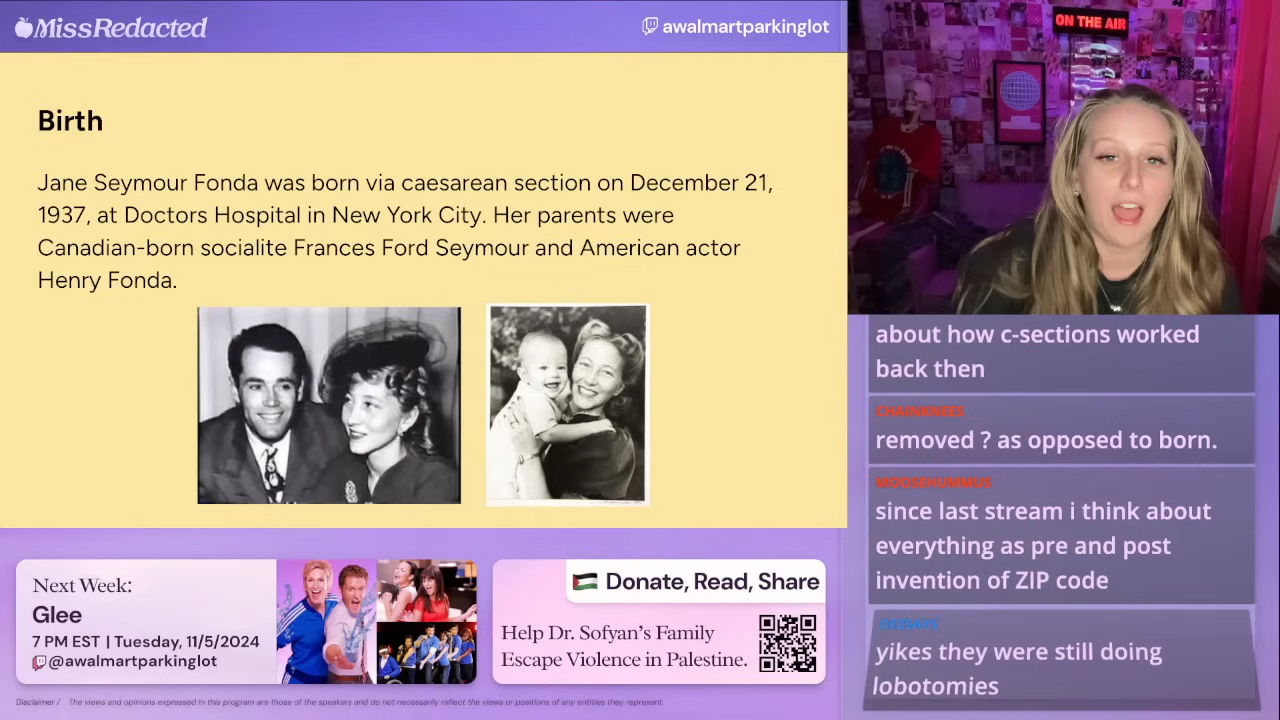 MissRedacted
awalmartparkinglot
ON THE AIR
Birth
Jane Seymour Fonda was born via caesarean section on December 21,
1937, at Doctors Hospital in New York City. Her parents were
Canadian-born socialite Frances Ford Seymour and American actor
Henry Fonda.
about how c-sections worked
back then
CHAINKNEES
removed ? as opposed to born.
MOOSEHUMMUS
since last stream i think about
everything as pre and post
invention of ZIP code
yikes they were still doing
lobotomies
Next Week:
Glee
7 PM EST | Tuesday, 11/5/2024
@awalmartparkinglot
Donate, Read, Share
Help Dr. Sofyan's Family
Escape Violence in Palestine.
Disclaimer / The views and opinions expressed in this program are those of the speakers and do not necessarily reflect the views or positions of any entities they represent.